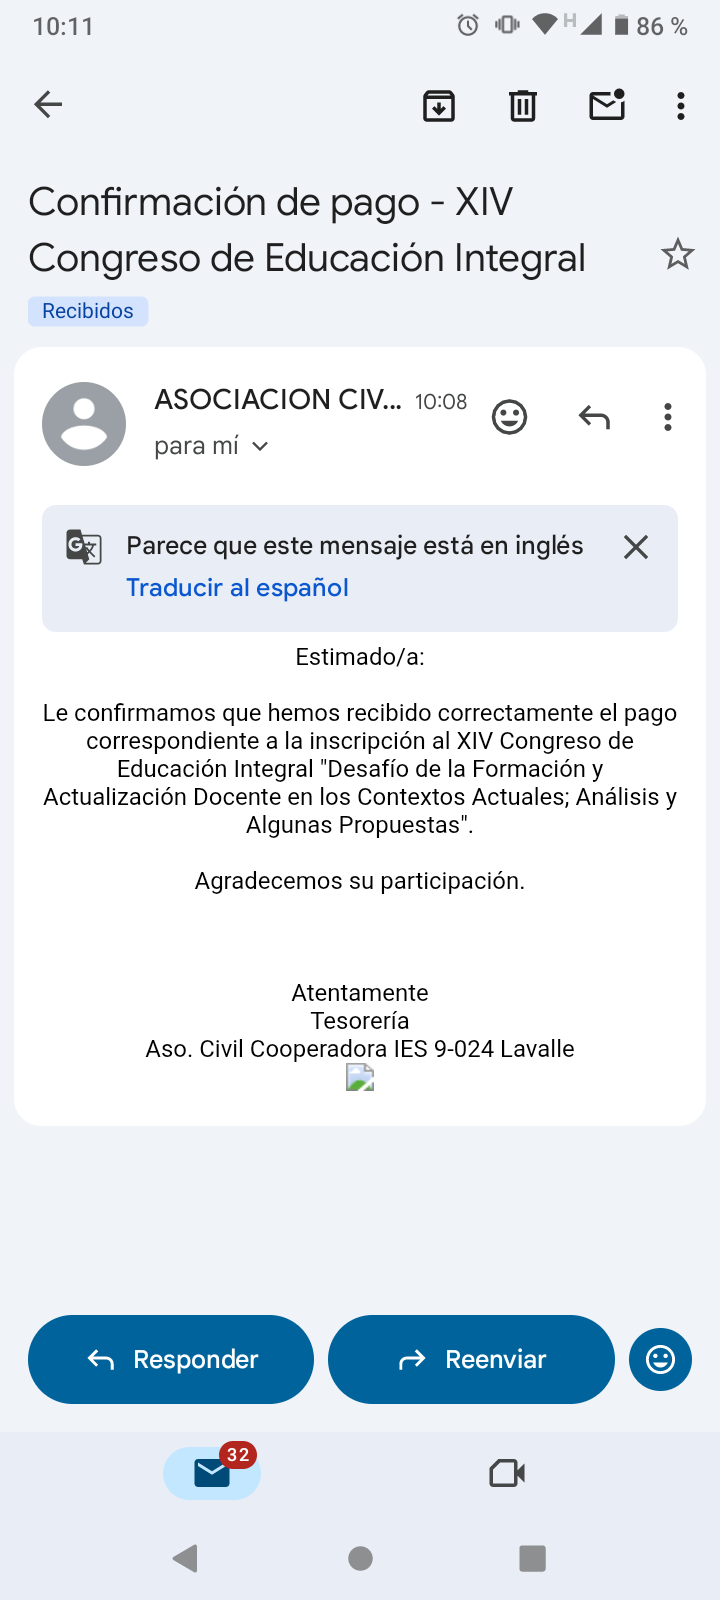 10:11
H
86 %
Confirmación de pago - XIV
Congreso de Educación Integral
Recibidos
ASOCIACION CIV... 10:08
para mí
G 文
Parece que este mensaje está en inglés
Traducir al español
Estimado/a:
Le confirmamos que hemos recibido correctamente el pago
correspondiente a la inscripción al XIV Congreso de
Educación Integral "Desafío de la Formación y
Actualización Docente en los Contextos Actuales; Análisis y
Algunas Propuestas".
Agradecemos su participación.
Atentamente
Tesorería
Aso. Civil Cooperadora IES 9-024 Lavalle
Responder
Reenviar
32